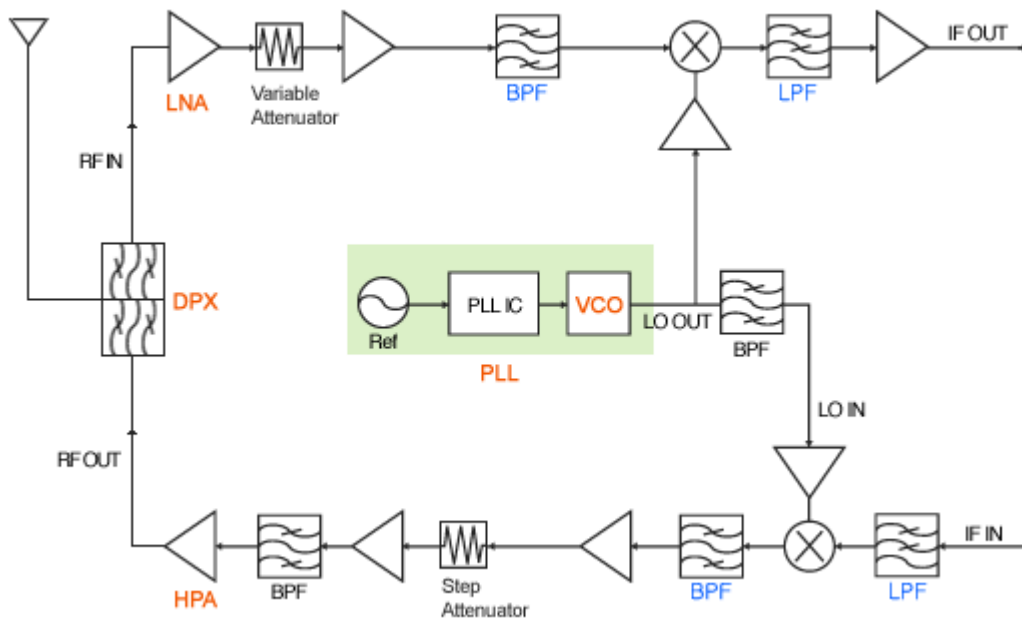 IF OUT
BPF
LPF
LNA
Variable
Attenuator
RF IN
DPX
PLL IC
VCO
LO OUT
Ref
BPF
PLL
LO IN
RF OUT
IF IN
HPA
BPF
Step
Attenuator
BPF
LPF